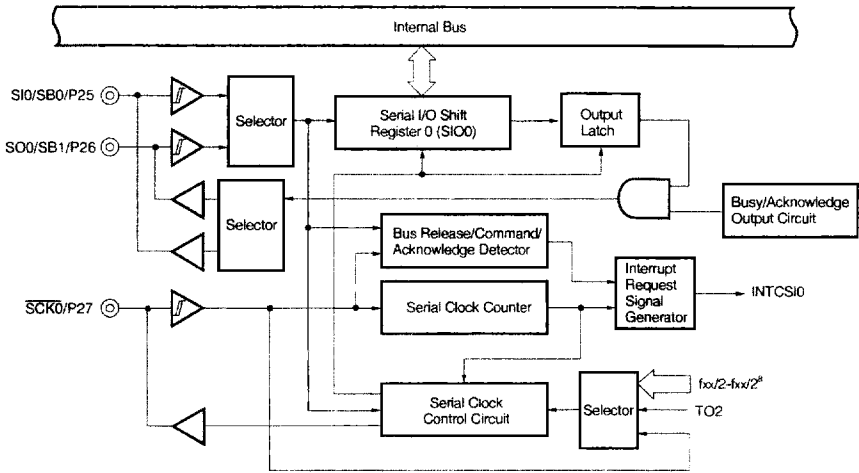 Internal Bus
SI0/SB0/P25
Selector
Serial I/O Shift
Register 0 (SIO0)
Output
Latch
SO0/SB1/P26
Selector
Busy/Acknowledge
Output Circuit
Bus Release/Command/
Acknowledge Detector
Interrupt
Request
Signal
Generator
INTCSI0
SCK0/P27
Serial Clock Counter
fxx/2-fxx/2⁸
Serial Clock
Control Circuit
Selector
TO2